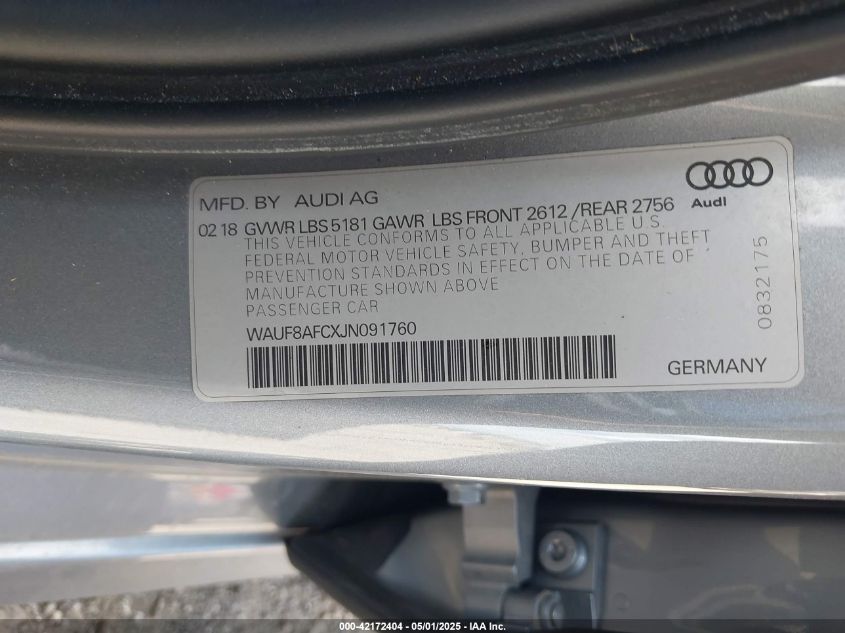 Audi
MFD. BY AUDI AG
02 18 GVWR LBS 5181 GAWR LBS FRONT 2612 /REAR 2756
THIS VEHICLE CONFORMS TO ALL APPLICABLE U.S.
FEDERAL MOTOR VEHICLE SAFETY, BUMPER AND THEFT
PREVENTION STANDARDS IN EFFECT ON THE DATE OF
MANUFACTURE SHOWN ABOVE
PASSENGER CAR
WAUF8AFCXJN091760
GERMANY
0832175
000-42172404 - 05/01/2025 - IAA Inc.